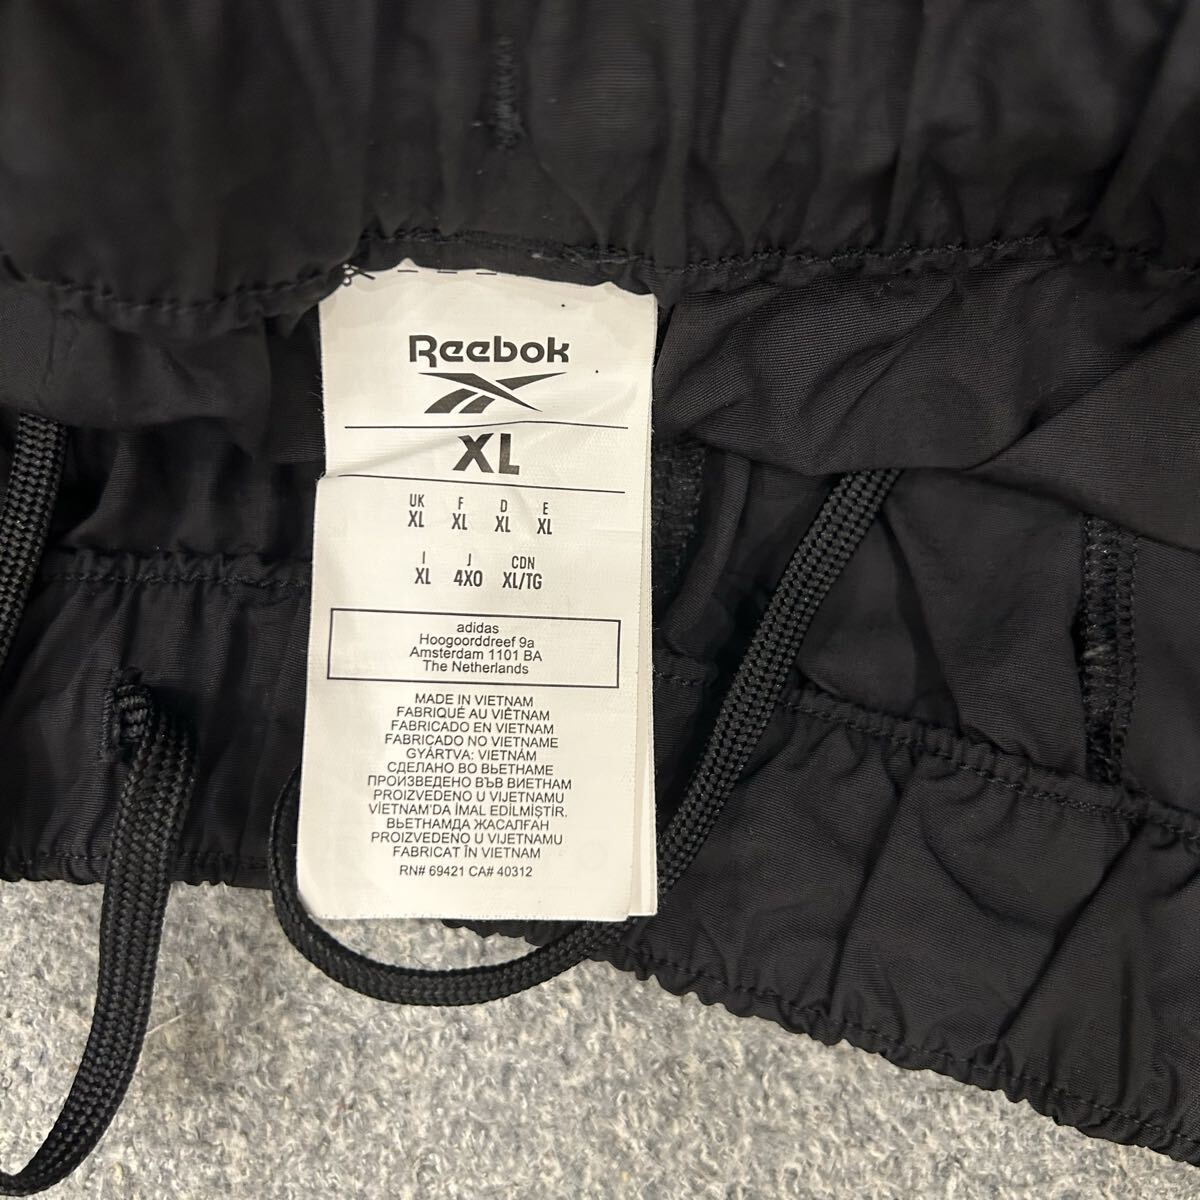 Reebok
XL
UK F D E
XL XL XL XL
I J CDN
XL 4XO XL/TG
adidas
Hoogoorddreef 9a
Amsterdam 1101 BA
The Netherlands
MADE IN VIETNAM
FABRIQUÉ AU VIÊTNAM
FABRICADO EN VIETNAM
FABRICADO NO VIETNAME
GYÁRTVA: VIETNÁM
СДЕЛАНО ВО ВЬЕТНАМЕ
ПРОИЗВЕДЕНО ВЪВ ВИЕТНАМ
PROIZVEDENO U VIJETNAMU
VİETNAM'DA İMAL EDİLMİŞTİR.
ВЬЕТНАМДА ЖАСАЛҒАН
PROIZVEDENO U VIJETNAMU
FABRICAT ÎN VIETNAM
RN# 69421 CA# 40312